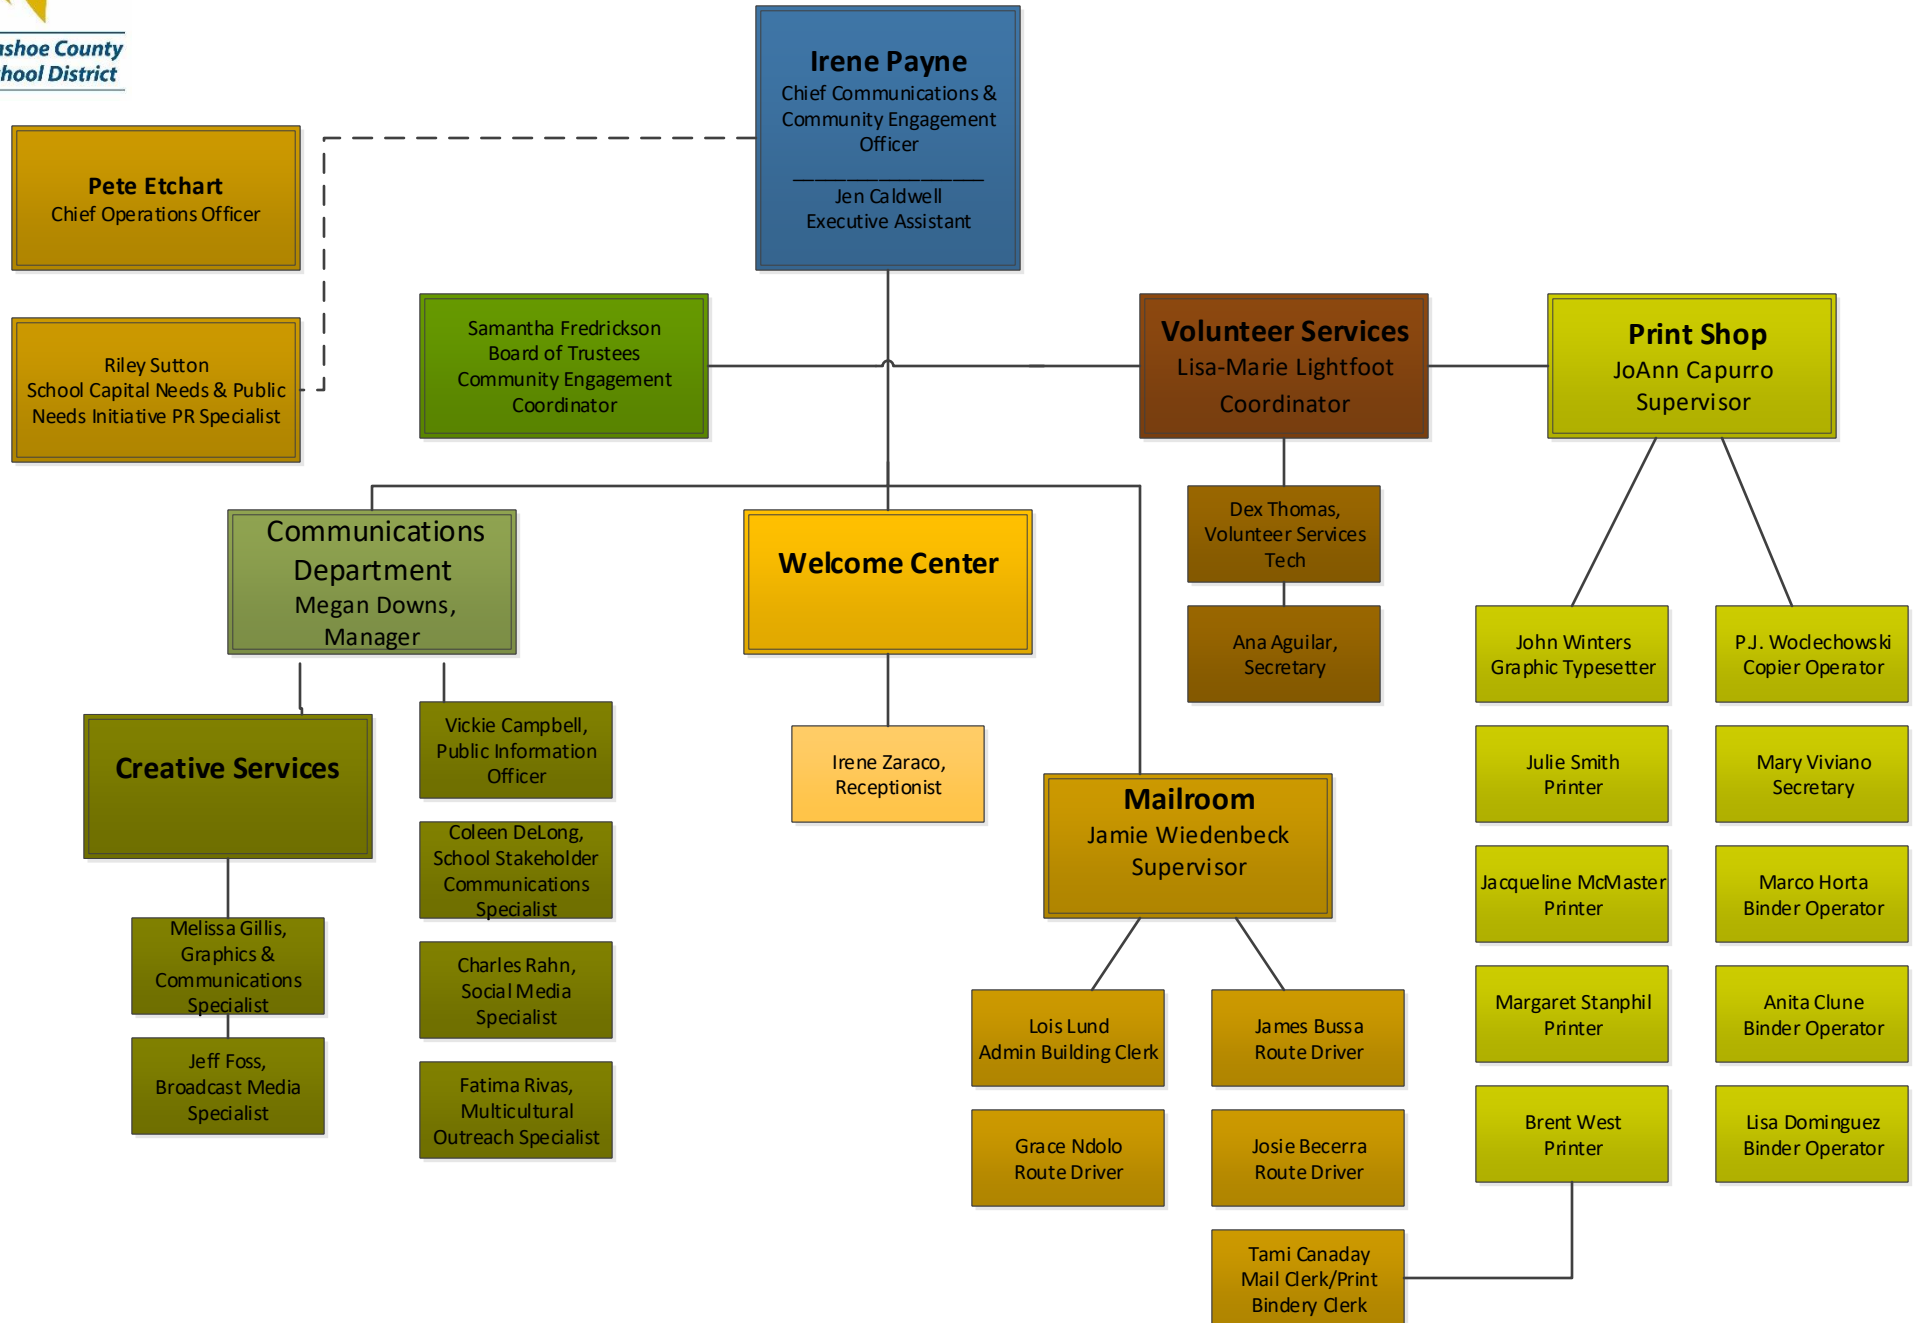 ashoe County
hool District
Irene Payne
Chief Communications &
Community Engagement
Officer
Jen Caldwell
Executive Assistant
Pete Etchart
Chief Operations Officer
Riley Sutton
School Capital Needs & Public
Needs Initiative PR Specialist
Samantha Fredrickson
Board of Trustees
Community Engagement
Coordinator
Volunteer Services
Lisa-Marie Lightfoot
Coordinator
Print Shop
JoAnn Capurro
Supervisor
Communications
Department
Megan Downs,
Manager
Welcome Center
Dex Thomas,
Volunteer Services
Tech
Ana Aguilar,
Secretary
Creative Services
Vickie Campbell,
Public Information
Officer
Coleen DeLong,
School Stakeholder
Communications
Specialist
Charles Rahn,
Social Media
Specialist
Fatima Rivas,
Multicultural
Outreach Specialist
Melissa Gillis,
Graphics &
Communications
Specialist
Jeff Foss,
Broadcast Media
Specialist
Irene Zaraco,
Receptionist
Mailroom
Jamie Wiedenbeck
Supervisor
Lois Lund
Admin Building Clerk
James Bussa
Route Driver
Grace Ndolo
Route Driver
Josie Becerra
Route Driver
Tami Canaday
Mail Clerk/Print
Bindery Clerk
John Winters
Graphic Typesetter
P.J. Woclechowski
Copier Operator
Julie Smith
Printer
Mary Viviano
Secretary
Jacqueline McMaster
Printer
Marco Horta
Binder Operator
Margaret Stanphil
Printer
Anita Clune
Binder Operator
Brent West
Printer
Lisa Dominguez
Binder Operator